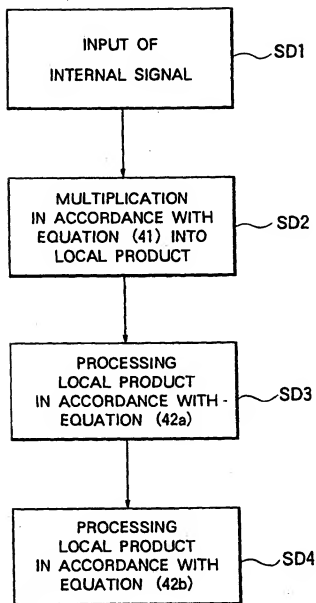 INPUT OF
INTERNAL SIGNAL
SD1
MULTIPLICATION
IN ACCORDANCE WITH
EQUATION (41) INTO
LOCAL PRODUCT
SD2
PROCESSING
LOCAL PRODUCT
IN ACCORDANCE WITH
EQUATION (42a)
SD3
PROCESSING
LOCAL PRODUCT
IN ACCORDANCE WITH
EQUATION (42b)
SD4